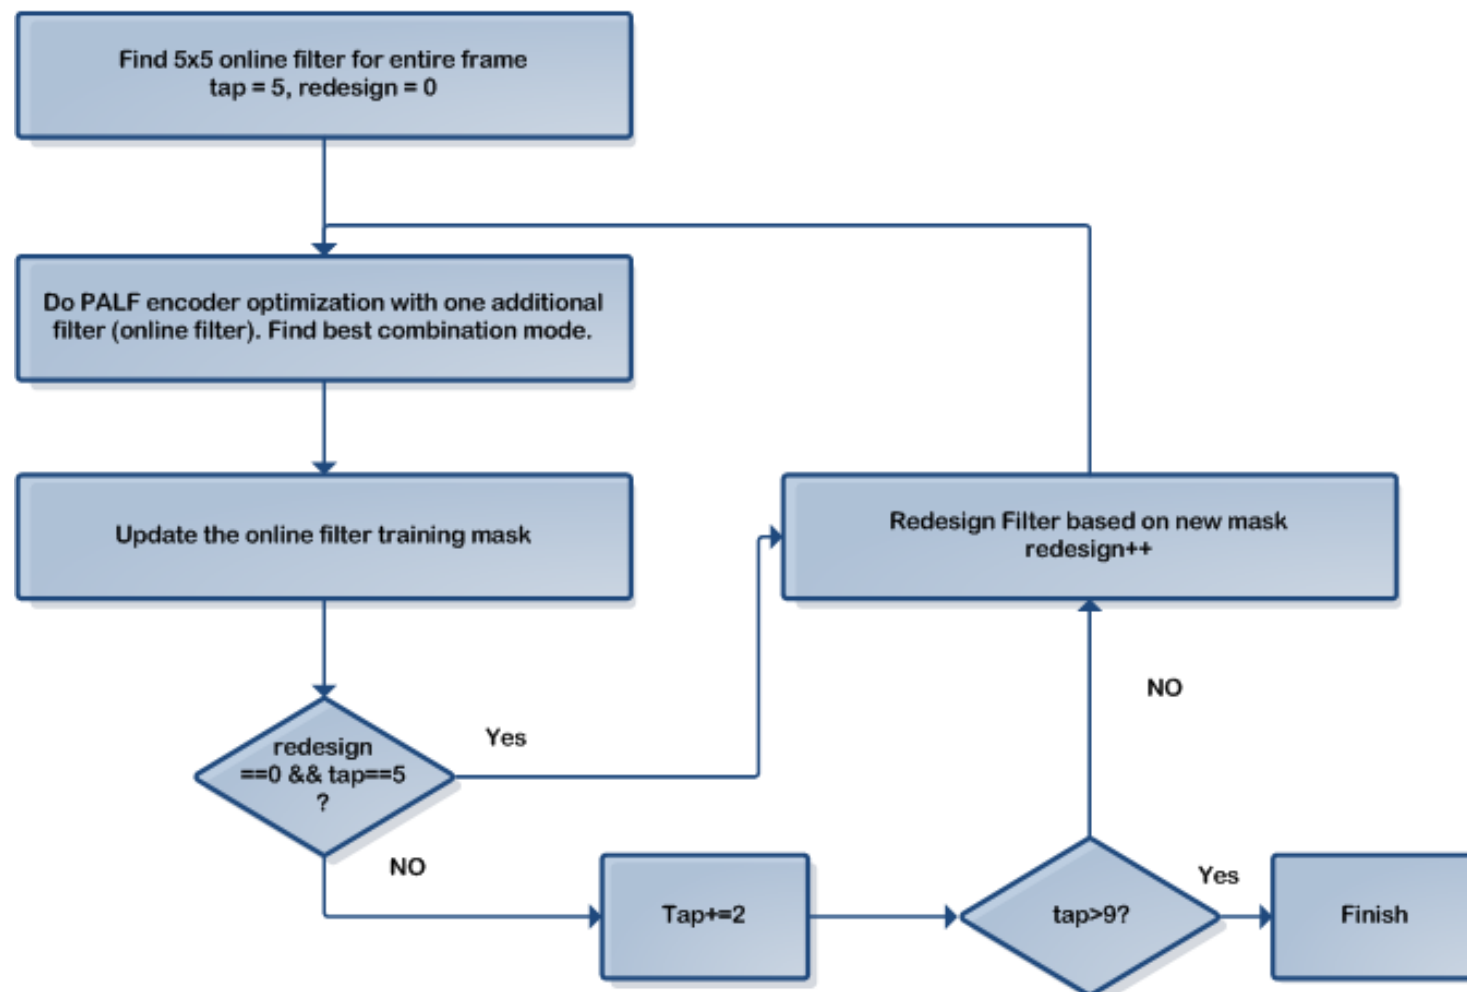 Find 5x5 online filter for entire frame
tap = 5, redesign = 0
Do PALF encoder optimization with one additional
filter (online filter). Find best combination mode.
Update the online filter training mask
Redesign Filter based on new mask
redesign++
redesign
==0 && tap==5
?
Yes
NO
Tap+=2
tap>9?
NO
Yes
Finish